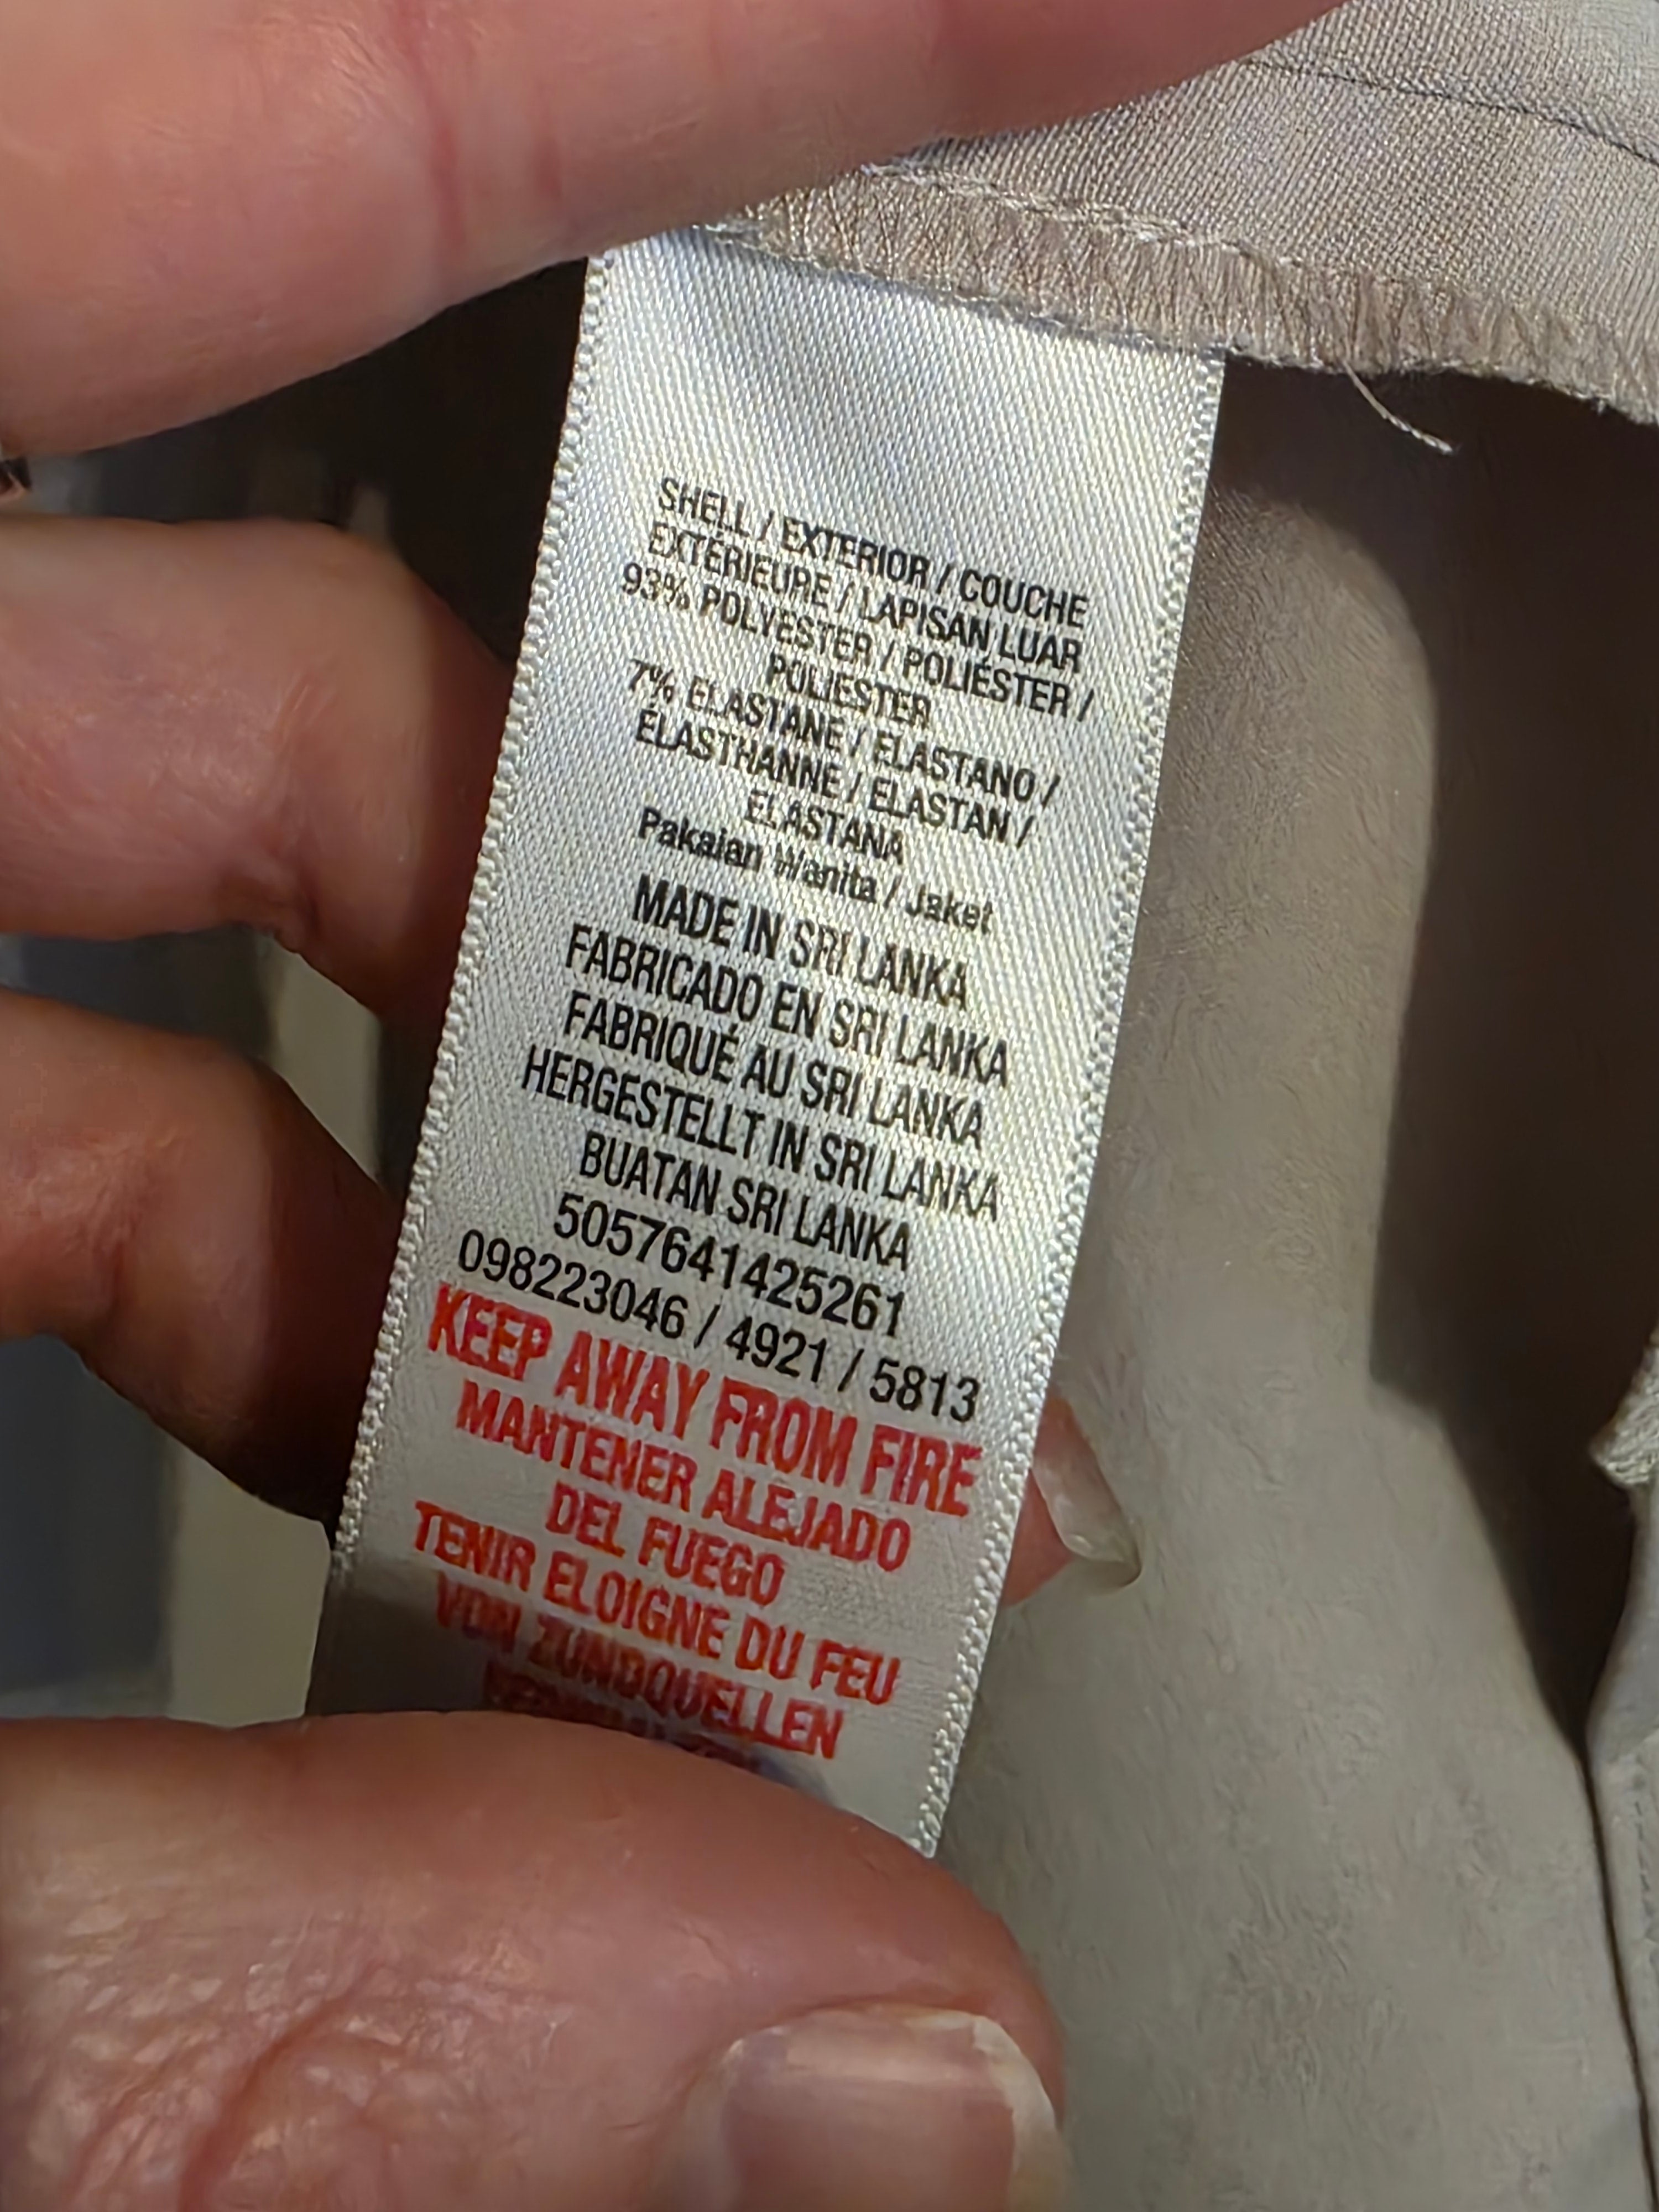 SHELL / EXTERIOR / COUCHE
EXTÉRIEURE / LAPISAN LUAR
93% POLYESTER / POLIÉSTER /
POLIESTER
7% ELASTANE / ELASTANO /
ÉLASTHANNE / ELASTAN /
ELASTANA
Pakaian Wanita / Jaket
MADE IN SRI LANKA
FABRICADO EN SRI LANKA
FABRIQUÉ AU SRI LANKA
HERGESTELLT IN SRI LANKA
BUATAN SRI LANKA
5057641425261
098223046 / 4921 / 5813
KEEP AWAY FROM FIRE
MANTENER ALEJADO
DEL FUEGO
TENIR ELOIGNE DU FEU
VON ZUNDQUELLEN